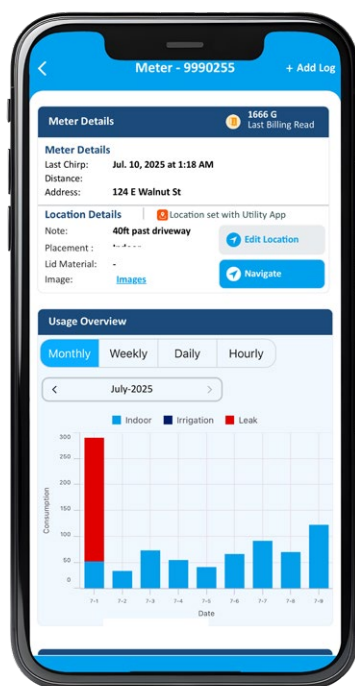 Meter - 9990255
+ Add Log
Meter Details
1666 G
Last Billing Read
Meter Details
Last Chirp: Jul. 10, 2025 at 1:18 AM
Distance:
Address: 124 E Walnut St
Location Details
Location set with Utility App
Note: 40ft past driveway
Edit Location
Placement :
Lid Material: -
Image: Images
Navigate
Usage Overview
Monthly Weekly Daily Hourly
< July-2025 >
Indoor Irrigation Leak
300
250
200
150
100
50
0
Consumption
7-1 7-2 7-3 7-4 7-5 7-6 7-7 7-8 7-9
Date